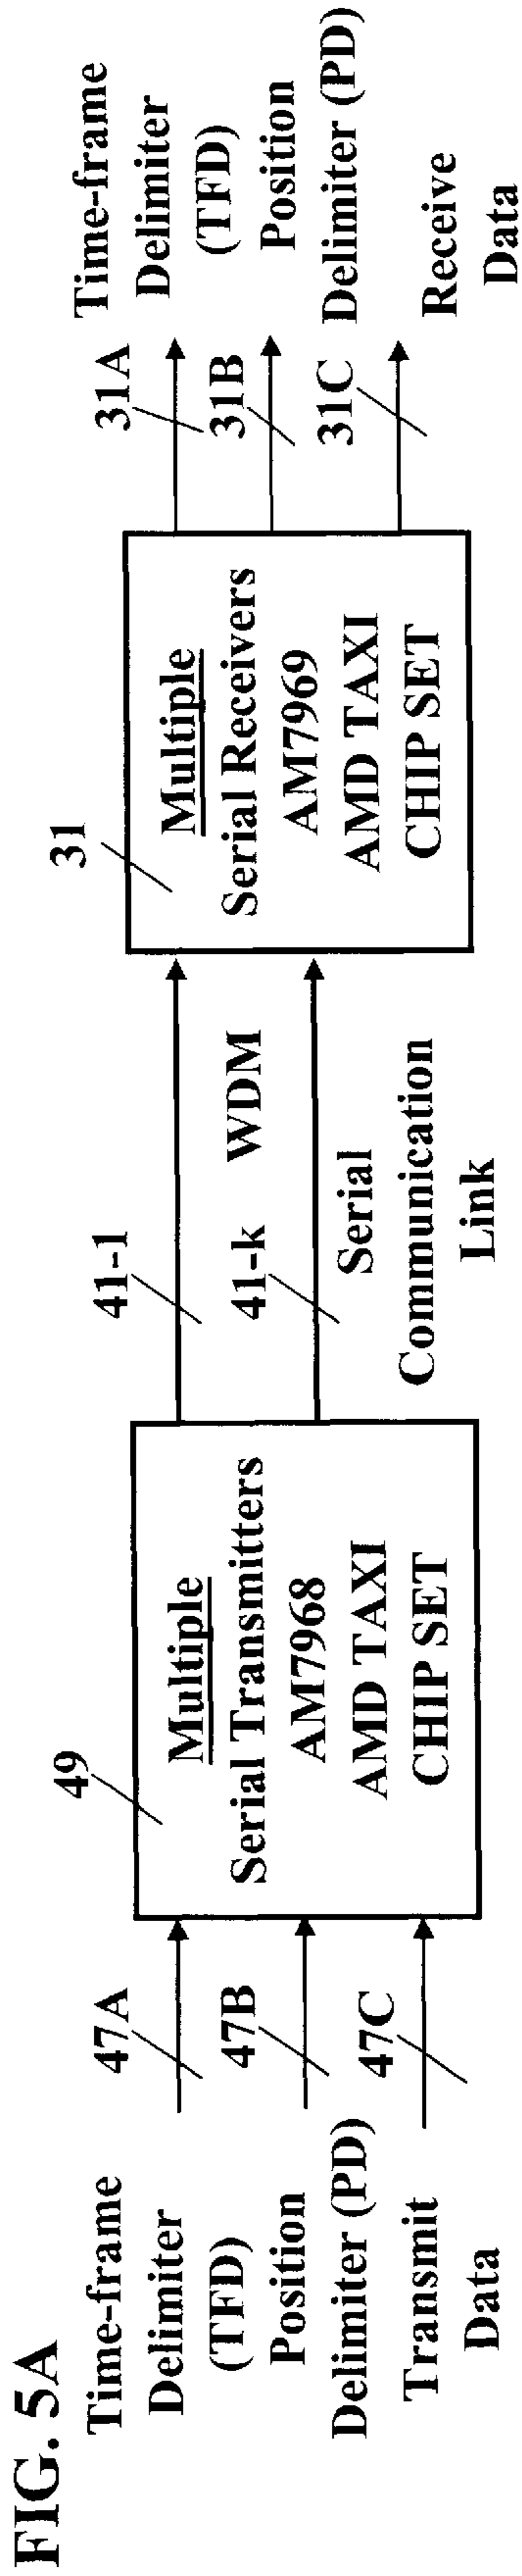 FIG. 5A
Time-frame
Delimiter
(TFD)
Position
Delimiter (PD)
Transmit
Data
47A
47B
47C
49
Multiple
Serial Transmitters
AM7968
AMD TAXI
CHIP SET
41-1
41-k
WDM
Serial
Communication
Link
31
Multiple
Serial Receivers
AM7969
AMD TAXI
CHIP SET
31A
31B
31C
Time-frame
Delimiter
(TFD)
Position
Delimiter (PD)
Receive
Data